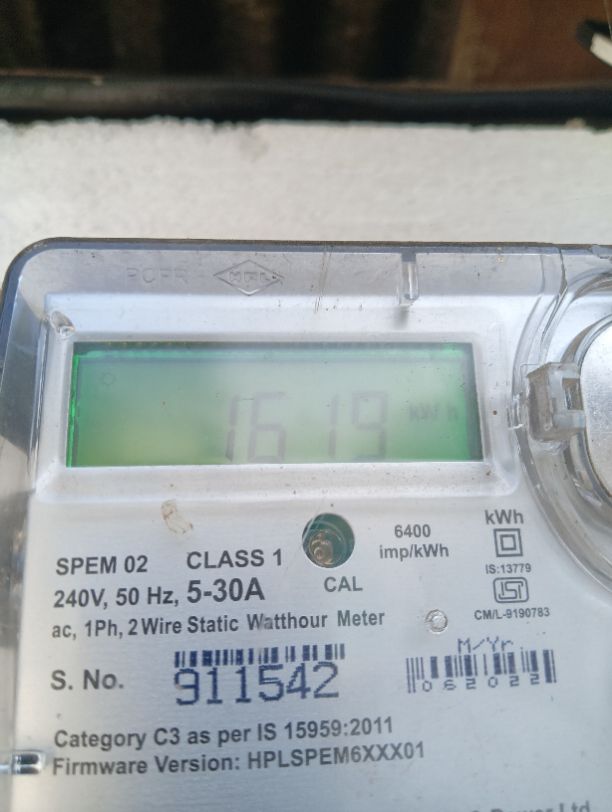 1619 kWh
SPEM 02 CLASS 1
6400
imp/kWh
kWh
IS:13779
240V, 50 Hz, 5-30A
CAL
CM/L-9190783
ac, 1Ph, 2 Wire Static Watthour Meter
M/Yr.
S. No. 911542
062022
Category C3 as per IS 15959:2011
Firmware Version: HPLSPEM6XXX01